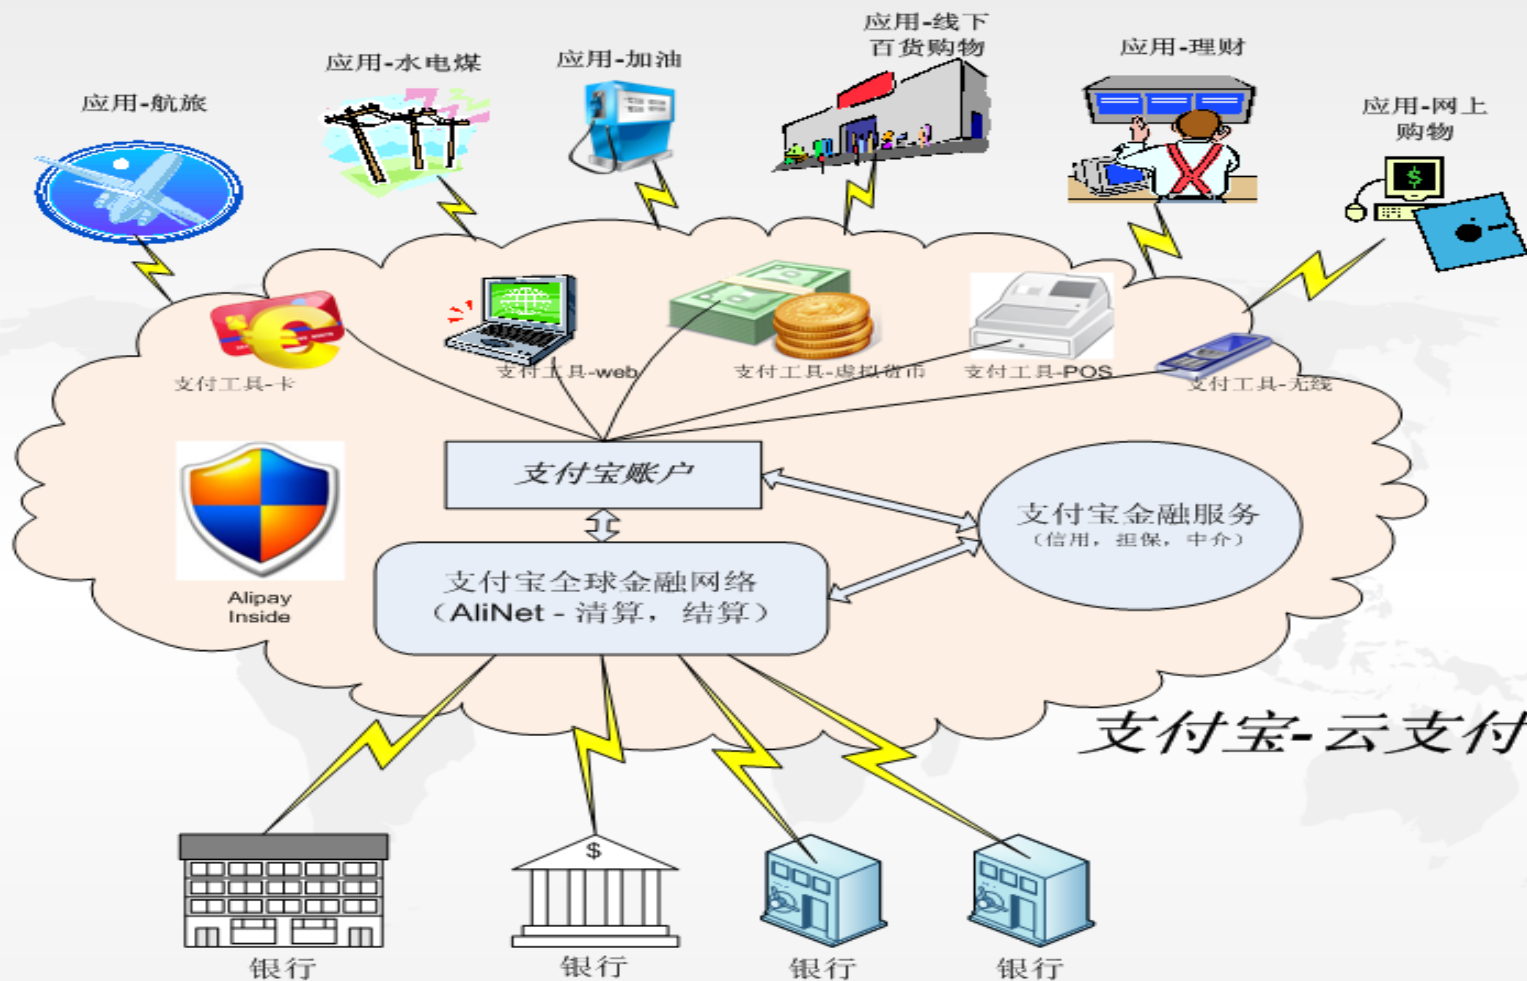 应用-航旅
应用-水电煤
应用-加油
应用-线下
百货购物
应用-理财
应用-网上
购物
$
支付工具-卡
支付工具-web
支付工具-虚拟货币
支付工具-POS
支付工具-无线
支付宝账户
支付宝金融服务
（信用，担保，中介）
Alipay
Inside
支付宝全球金融网络
（AliNet - 清算，结算）
支付宝-云支付
$
银行
银行
银行
银行